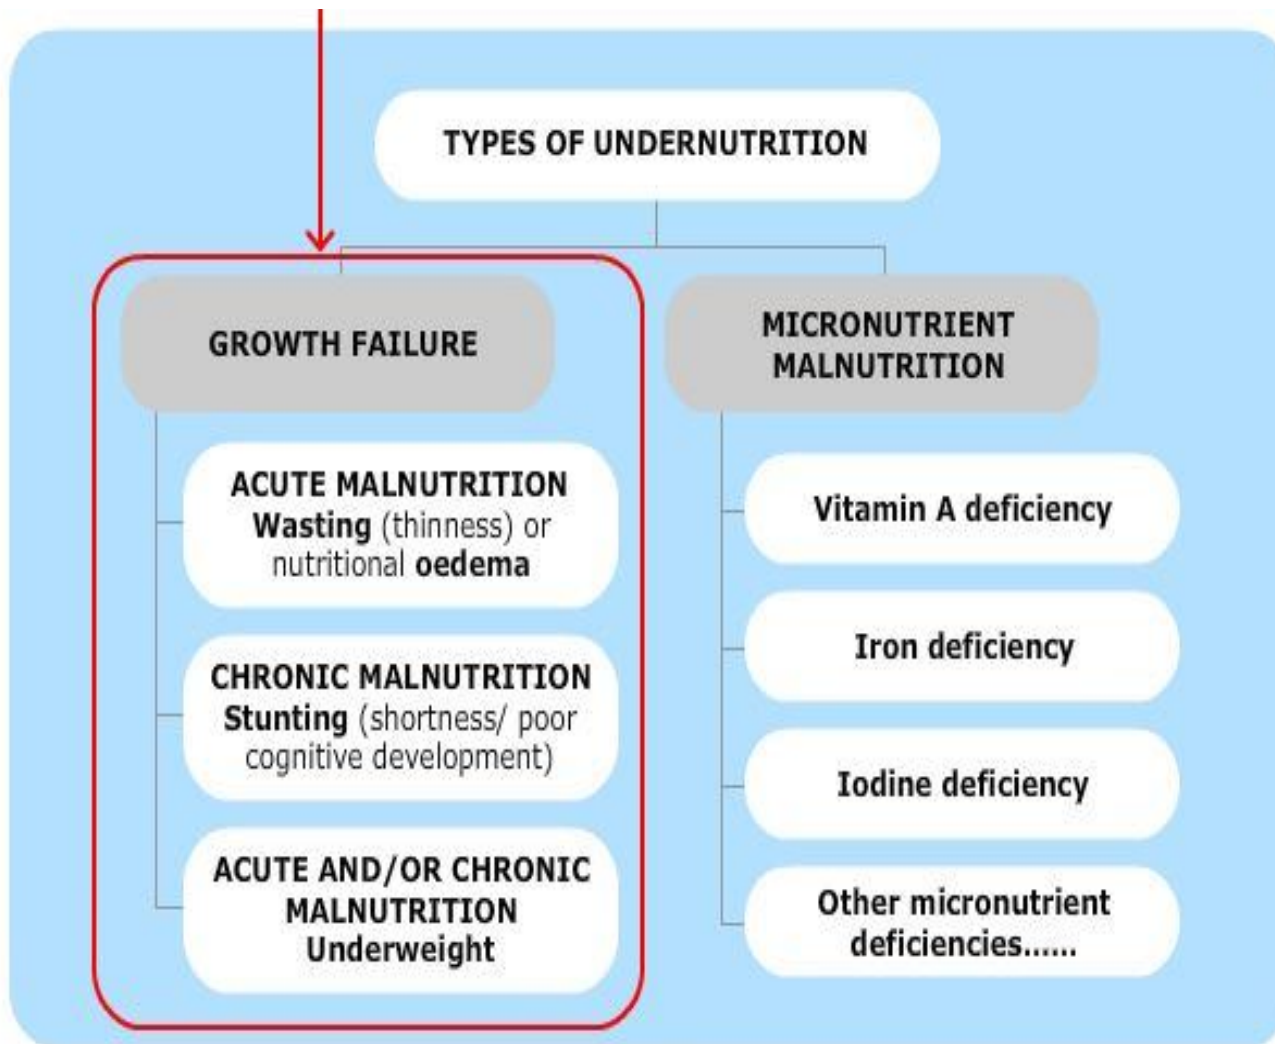 TYPES OF UNDERNUTRITION
GROWTH FAILURE
ACUTE MALNUTRITION
Wasting (thinness) or
nutritional oedema
CHRONIC MALNUTRITION
Stunting (shortness/ poor
cognitive development)
ACUTE AND/OR CHRONIC
MALNUTRITION
Underweight
MICRONUTRIENT
MALNUTRITION
Vitamin A deficiency
Iron deficiency
Iodine deficiency
Other micronutrient
deficiencies......